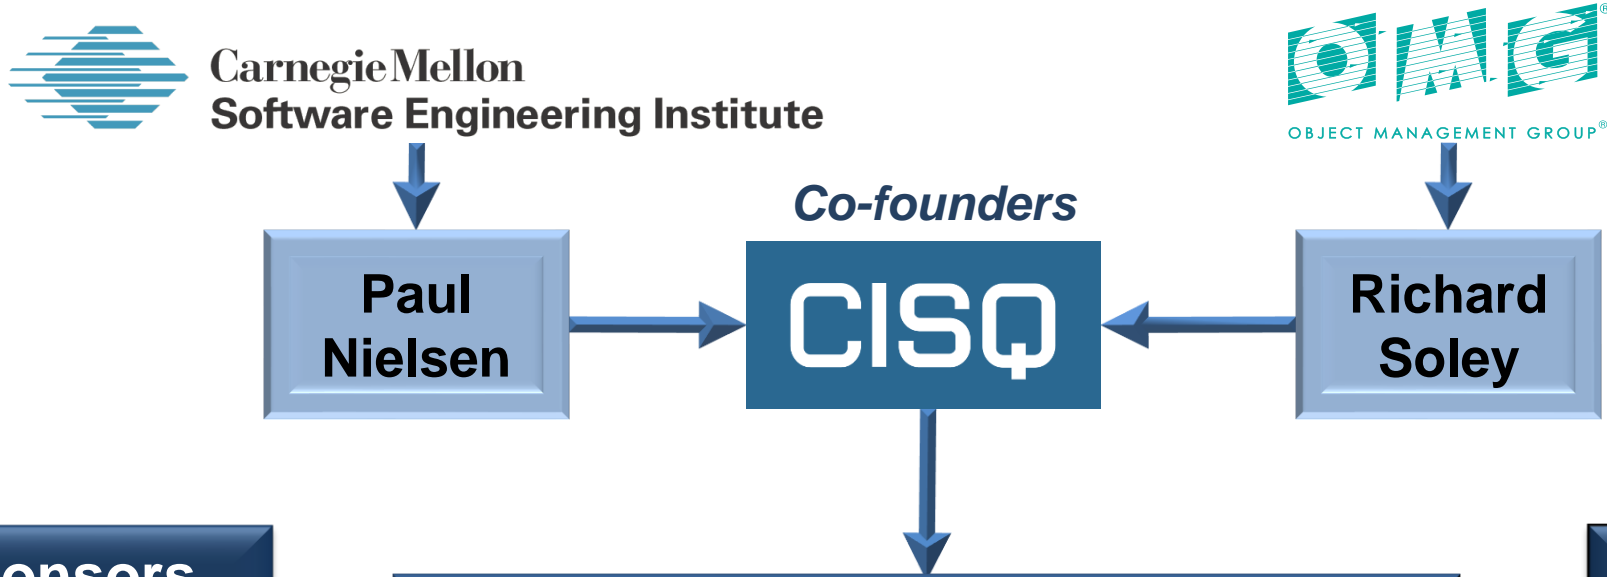 Carnegie Mellon
Software Engineering Institute
OMG®
OBJECT MANAGEMENT GROUP®
Co-founders
Paul
Nielsen
CISQ
Richard
Soley